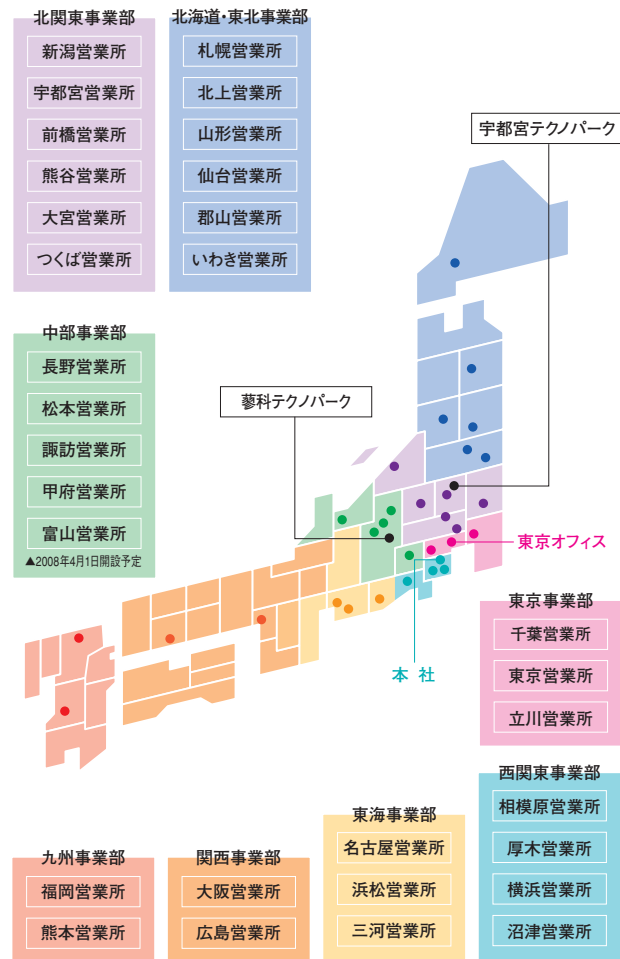 北関東事業部
新潟営業所
宇都宮営業所
前橋営業所
熊谷営業所
大宮営業所
つくば営業所
北海道・東北事業部
札幌営業所
北上営業所
山形営業所
仙台営業所
郡山営業所
いわき営業所
宇都宮テクノパーク
中部事業部
長野営業所
松本営業所
諏訪営業所
甲府営業所
富山営業所
▲2008年4月1日開設予定
蓼科テクノパーク
東京オフィス
本 社
東京事業部
千葉営業所
東京営業所
立川営業所
西関東事業部
相模原営業所
厚木営業所
横浜営業所
沼津営業所
東海事業部
名古屋営業所
浜松営業所
三河営業所
関西事業部
大阪営業所
広島営業所
九州事業部
福岡営業所
熊本営業所